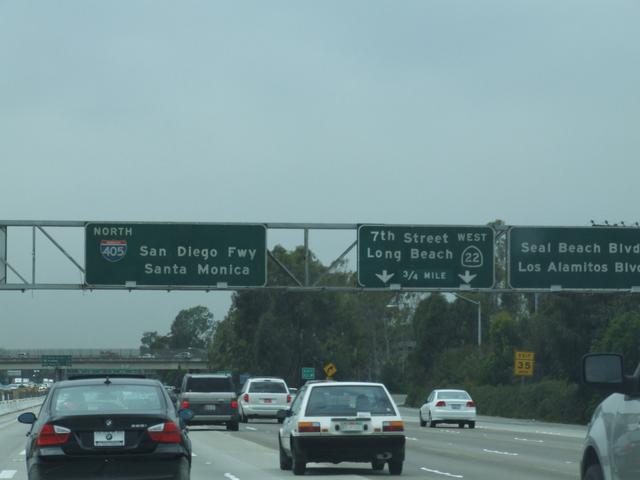 NORTH
405
San Diego Fwy
Santa Monica
7th Street WEST
Long Beach 22
3/4 MILE
Seal Beach Blvd
Los Alamitos Blv
EXIT
35